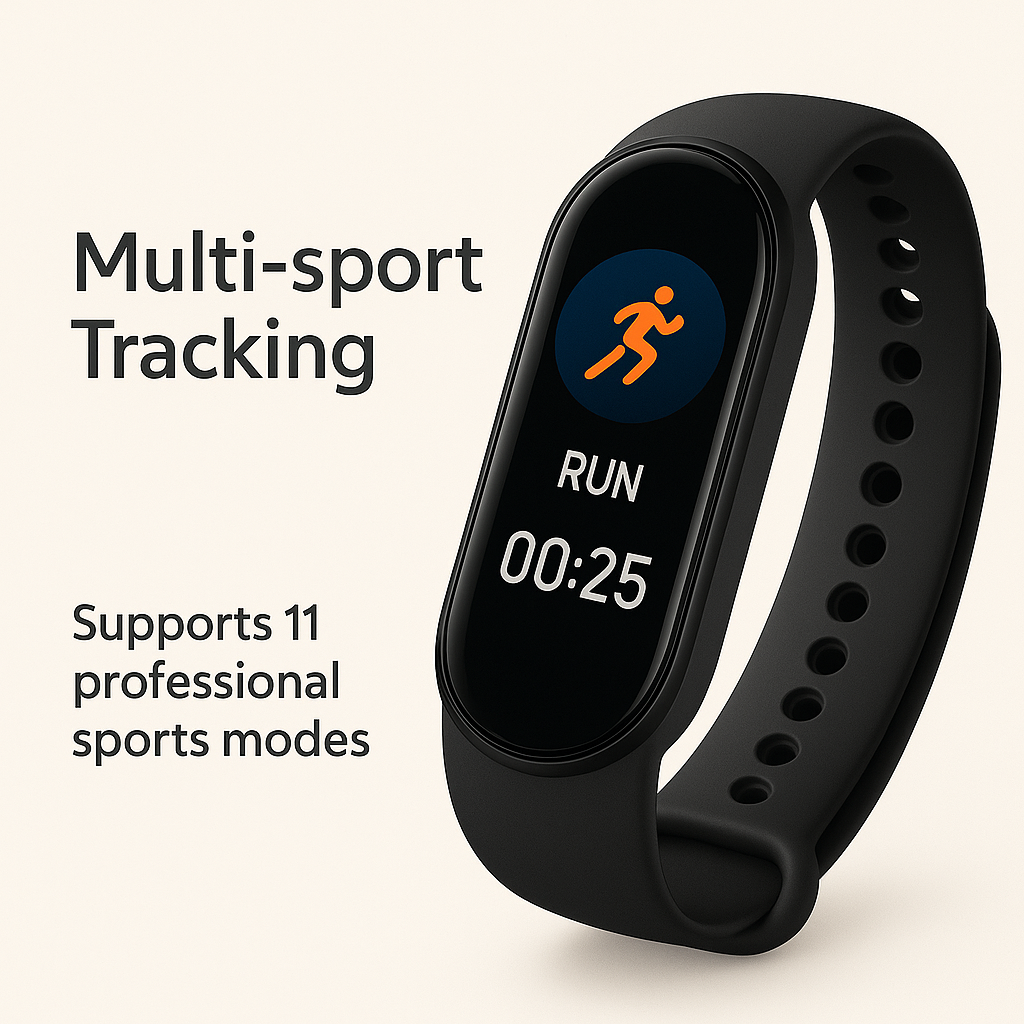 Multi-sport
Tracking
RUN
00:25
Supports 11
professional
sports modes